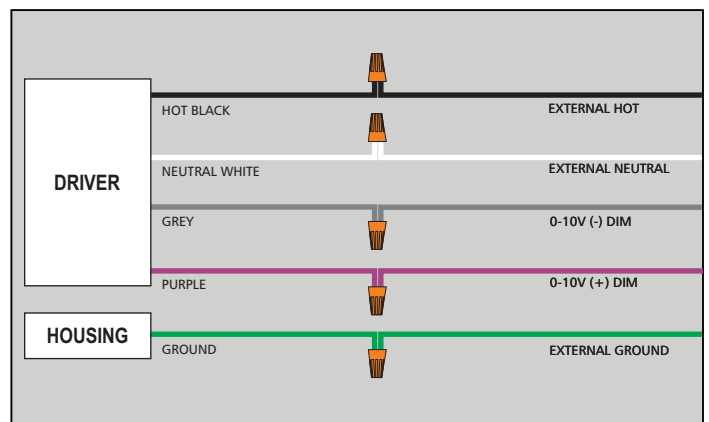 HOT BLACK
EXTERNAL HOT
DRIVER
NEUTRAL WHITE
EXTERNAL NEUTRAL
GREY
0-10V (-) DIM
PURPLE
0-10V (+) DIM
HOUSING
GROUND
EXTERNAL GROUND